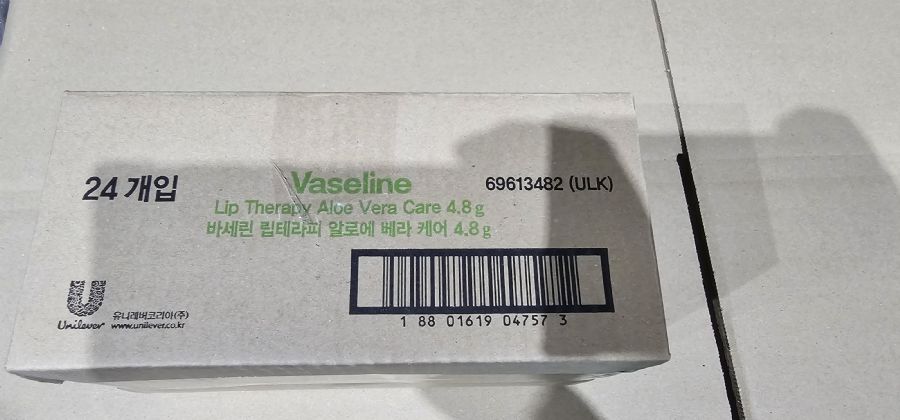 24 개입
Vaseline
69613482 (ULK)
Lip Therapy Aloe Vera Care 4.8 g
바세린 립테라피 알로에 베라 케어 4.8 g
Unilever
유니레버코리아(주)
www.unilever.co.kr
1 88 01619 04757 3